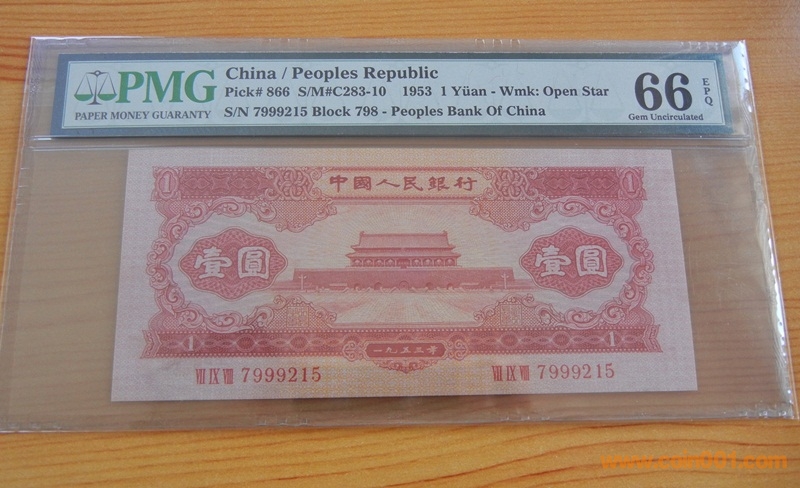 PMG
PAPER MONEY GUARANTY
China / Peoples Republic
Pick# 866 S/M#C283-10 1953 1 Yüan - Wmk: Open Star
S/N 7999215 Block 798 - Peoples Bank Of China
66 EPQ
Gem Uncirculated
1 中國人民銀行 1
壹圓 壹圓
1 一九五三年 1
Ⅶ Ⅸ Ⅷ 7999215 Ⅶ Ⅸ Ⅷ 7999215